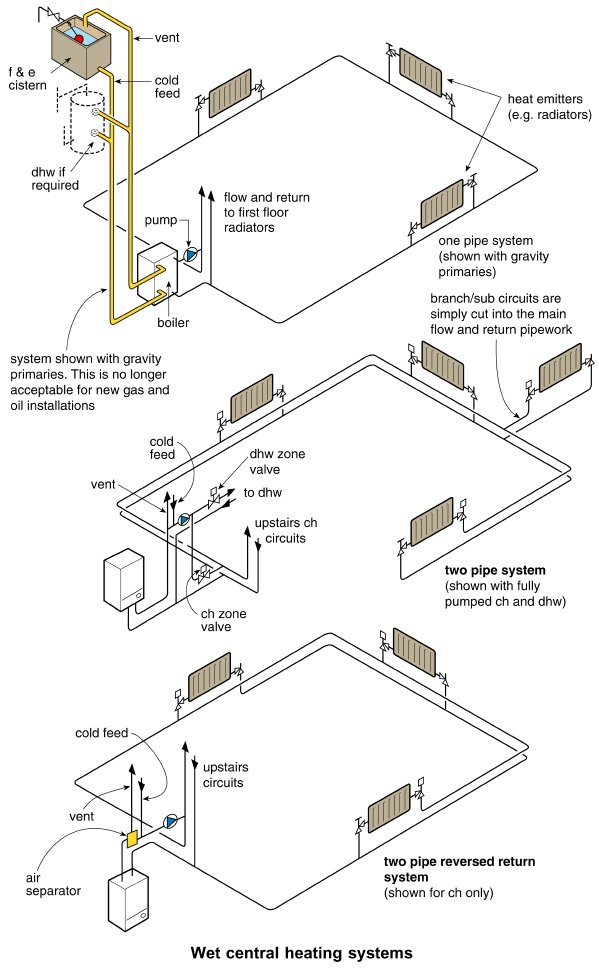 vent
f & e
cistern
cold
feed
heat emitters
(e.g. radiators)
dhw if
required
flow and return
to first floor
radiators
pump
one pipe system
(shown with gravity
primaries)
boiler
branch/sub circuits are
simply cut into the main
flow and return pipework
system shown with gravity
primaries. This is no longer
acceptable for new gas and
oil installations
cold
feed
dhw zone
valve
vent
to dhw
upstairs ch
circuits
two pipe system
(shown with fully
pumped ch and dhw)
ch zone
valve
cold feed
upstairs
circuits
vent
air
separator
two pipe reversed return
system
(shown for ch only)
Wet central heating systems